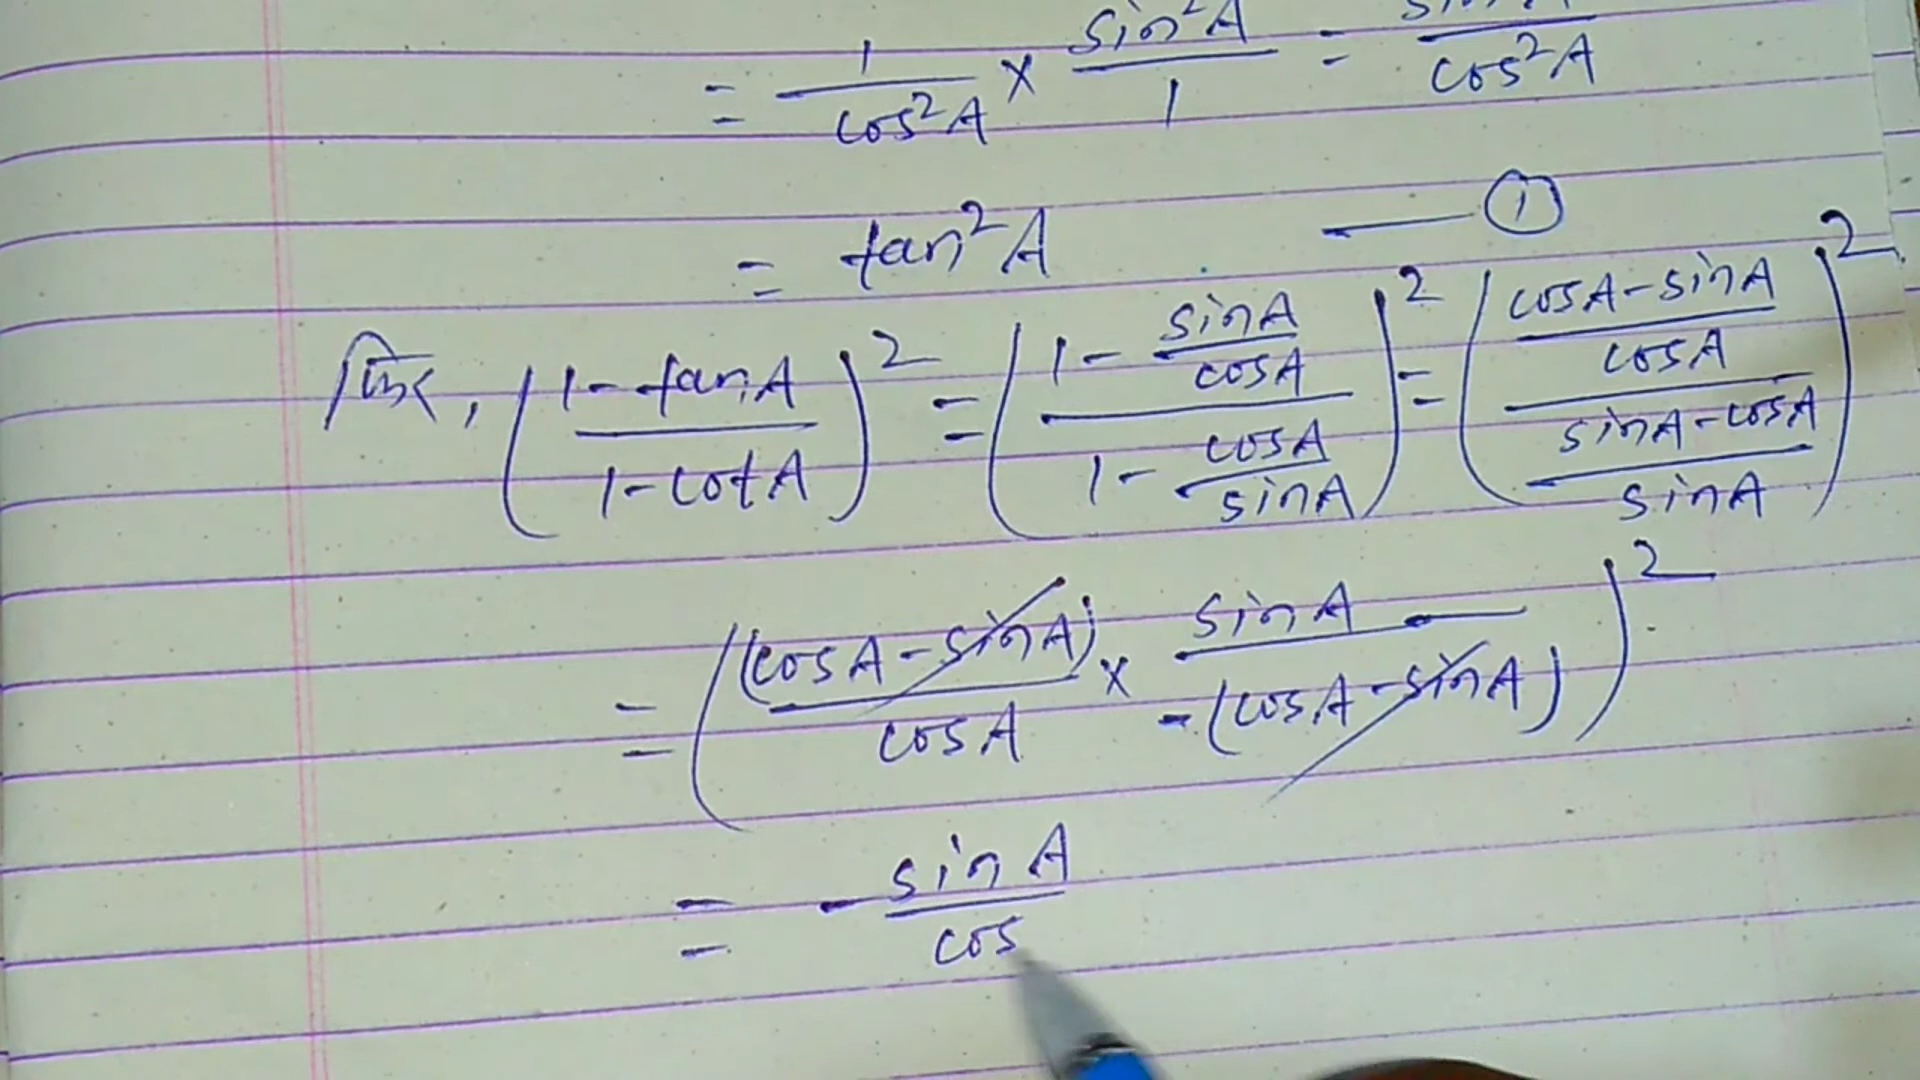 = 1/cos²A × sin²A/1 = sin²A/cos²A
= tan²A —— ①
((1-tanA)/(1-cotA))² = ((1-sinA/cosA)/(1-cosA/sinA))² = (((cosA-sinA)/cosA)/((sinA-cosA)/sinA))²
= ((cosA-sinA)/cosA × sinA/-(cosA-sinA))²
= - sinA/cos